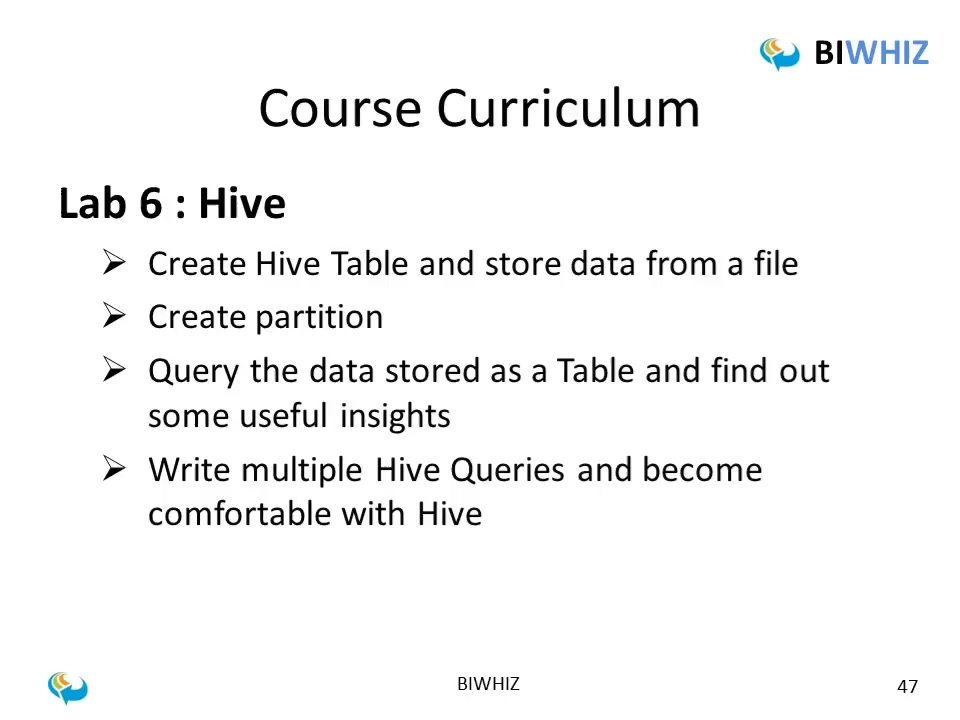 BIWHIZ
Course Curriculum
Lab 6 : Hive
Create Hive Table and store data from a file
Create partition
Query the data stored as a Table and find out
some useful insights
Write multiple Hive Queries and become
comfortable with Hive
BIWHIZ
47